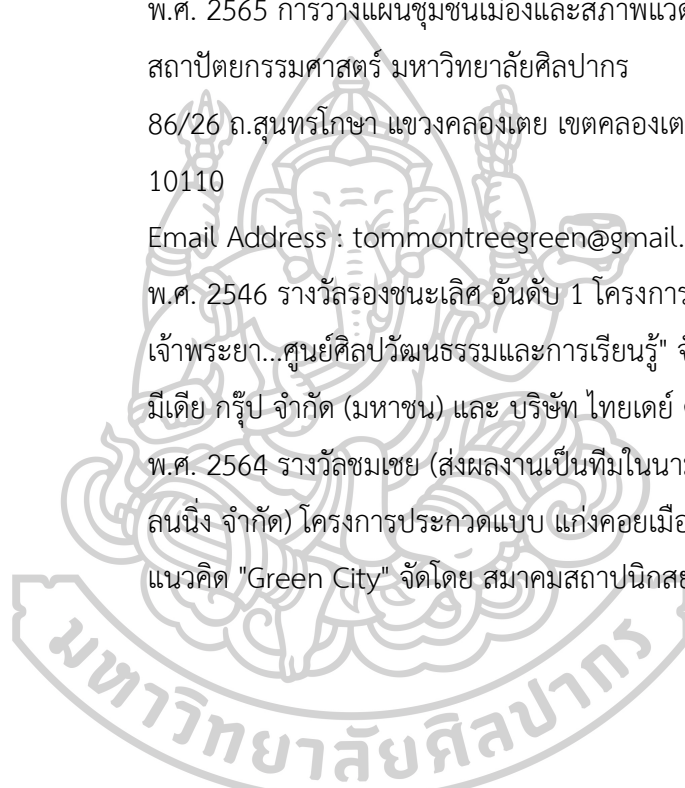 พ.ศ. 2565 การวางแผนชุมชนเมืองและสภาพแวด
สถาปัตยกรรมศาสตร์ มหาวิทยาลัยศิลปากร
86/26 ถ.สุนทรโกษา แขวงคลองเตย เขตคลองเต
10110
Email Address : tommontreegreen@gmail.
พ.ศ. 2546 รางวัลรองชนะเลิศ อันดับ 1 โครงการ
เจ้าพระยา...ศูนย์ศิลปวัฒนธรรมและการเรียนรู้" จ
มีเดีย กรุ๊ป จำกัด (มหาชน) และ บริษัท ไทยเดย์
พ.ศ. 2564 รางวัลชมเชย (ส่งผลงานเป็นทีมในนา
ลนนิ่ง จำกัด) โครงการประกวดแบบ แก่งคอยเมือ
แนวคิด "Green City" จัดโดย สมาคมสถาปนิกสย
มหาวิทยาลัยศิลปากร